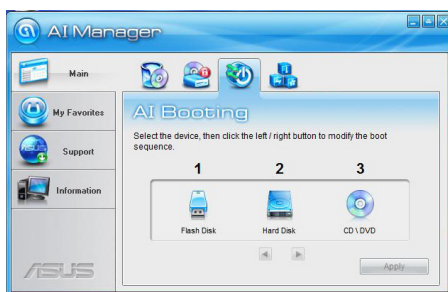 AI Manager
Main
My Favorites
Support
Information
AI Booting
Select the device, then click the left / right button to modify the boot
sequence.
1 2 3
Flash Disk Hard Disk CD \ DVD
Apply
ASUS